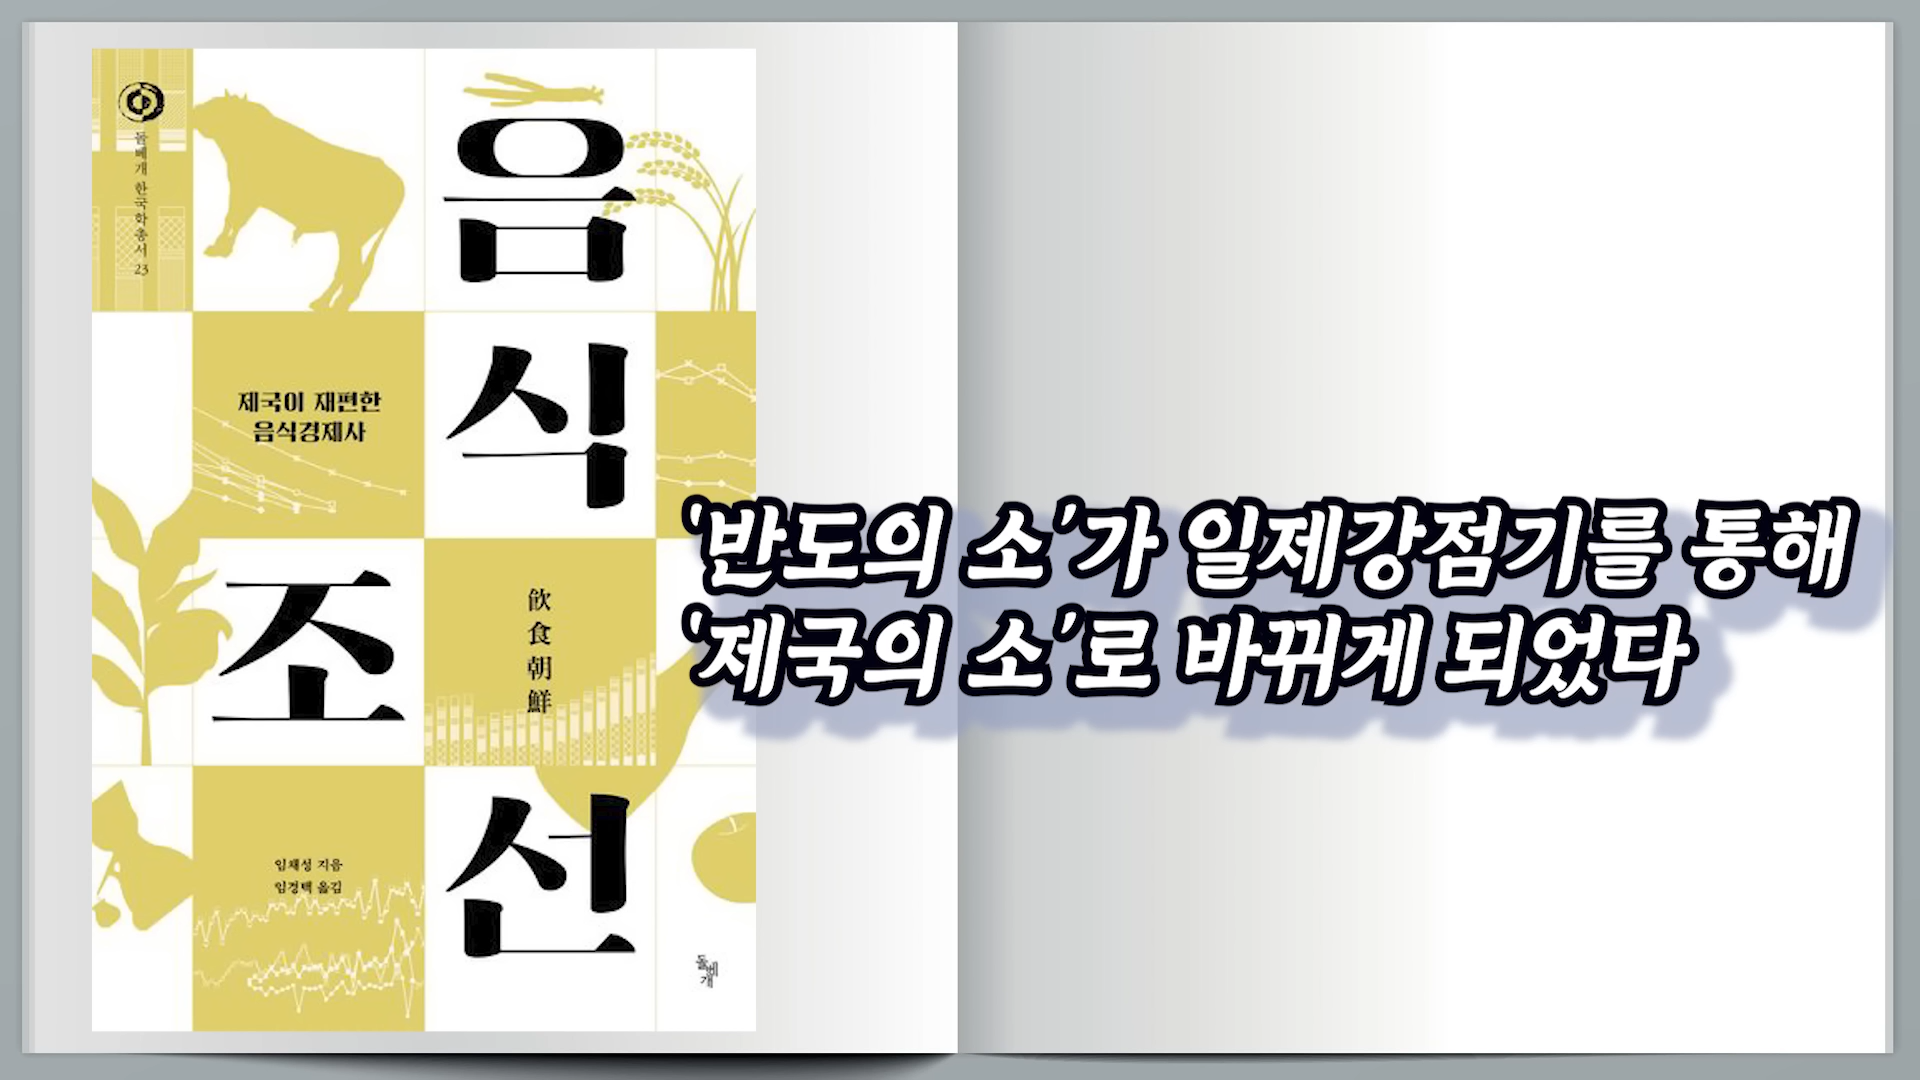 돌베개 한국학총서 23
음식조선
제국이 재편한
음식경제사
飮食朝鮮
임채성 지음
임경택 옮김
돌베개
'반도의 소'가 일제강점기를 통해
'제국의 소'로 바뀌게 되었다